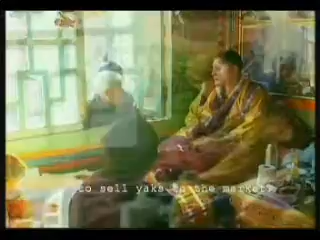 to sell yaks to the market?